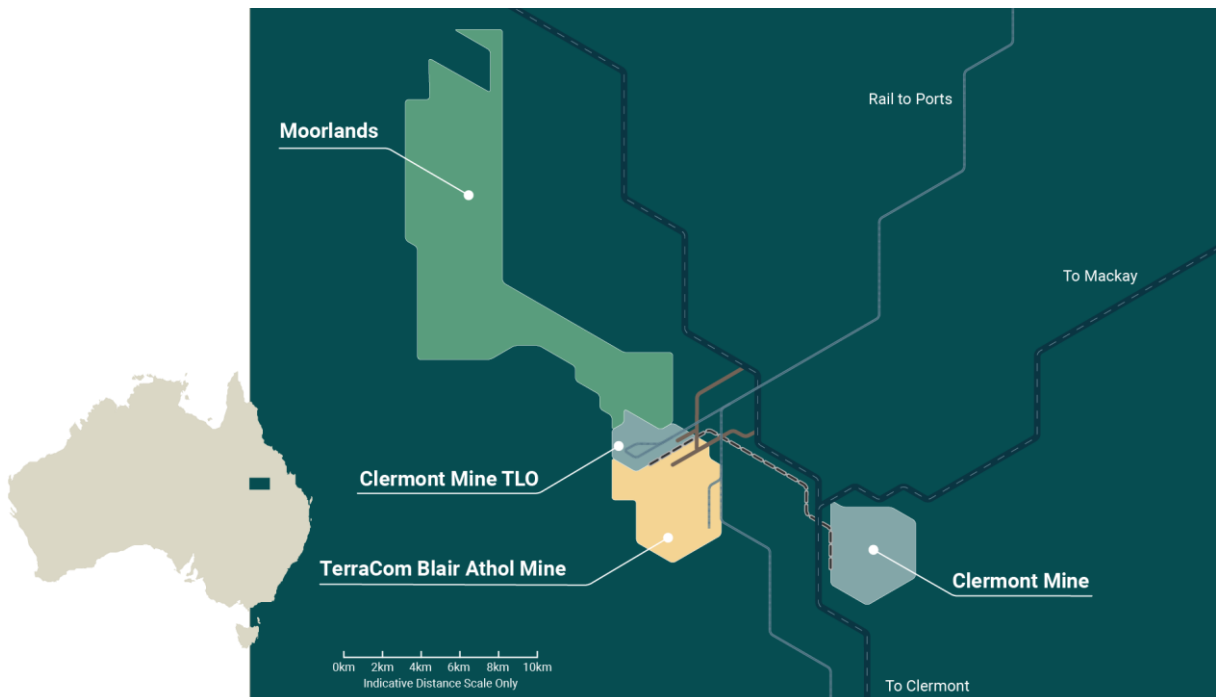 Rail to Ports
Moorlands
To Mackay
Clermont Mine TLO
TerraCom Blair Athol Mine
Clermont Mine
0km 2km 4km 6km 8km 10km
Indicative Distance Scale Only
To Clermont